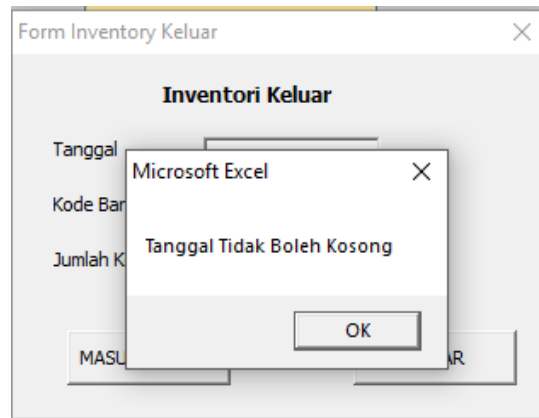 Form Inventory Keluar
Inventori Keluar
Tanggal
Microsoft Excel
Kode Bar
Tanggal Tidak Boleh Kosong
Jumlah K
OK
MASU
AR